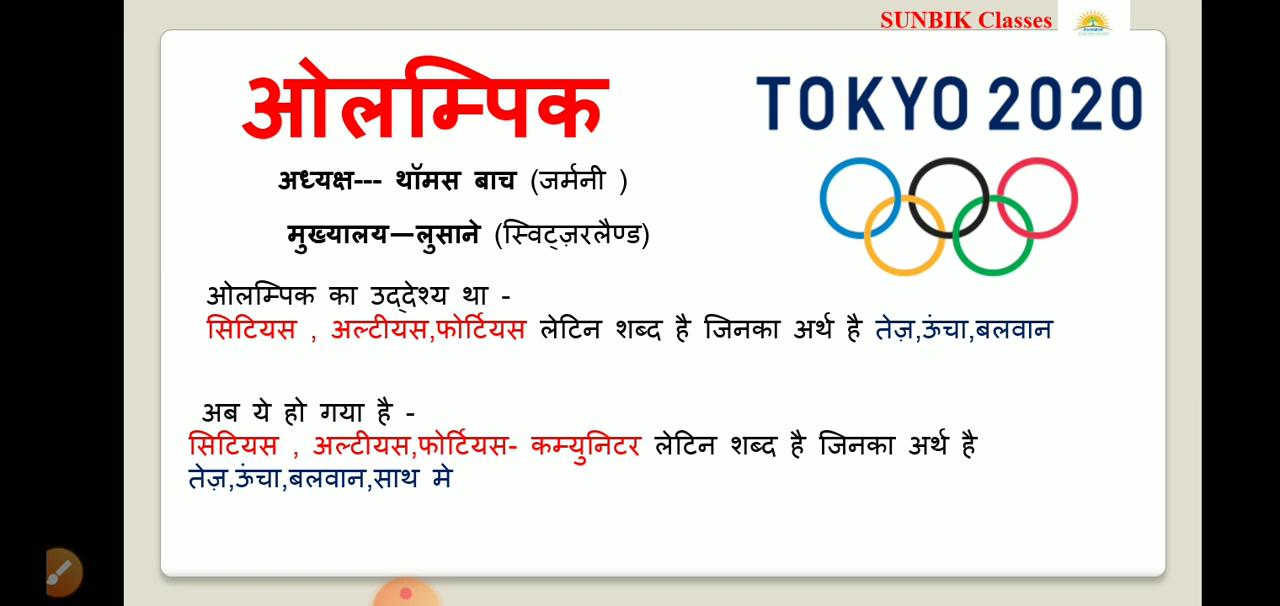 SUNBIK Classes
ओलम्पिक
TOKYO 2020
अध्यक्ष--- थॉमस बाच (जर्मनी )
मुख्यालय—लुसाने (स्विट्ज़रलैण्ड)
ओलम्पिक का उद्देश्य था -
सिटियस , अल्टीयस,फोर्टियस लेटिन शब्द है जिनका अर्थ है तेज़,ऊंचा,बलवान
अब ये हो गया है -
सिटियस , अल्टीयस,फोर्टियस- कम्युनिटर लेटिन शब्द है जिनका अर्थ है
तेज़,ऊंचा,बलवान,साथ मे